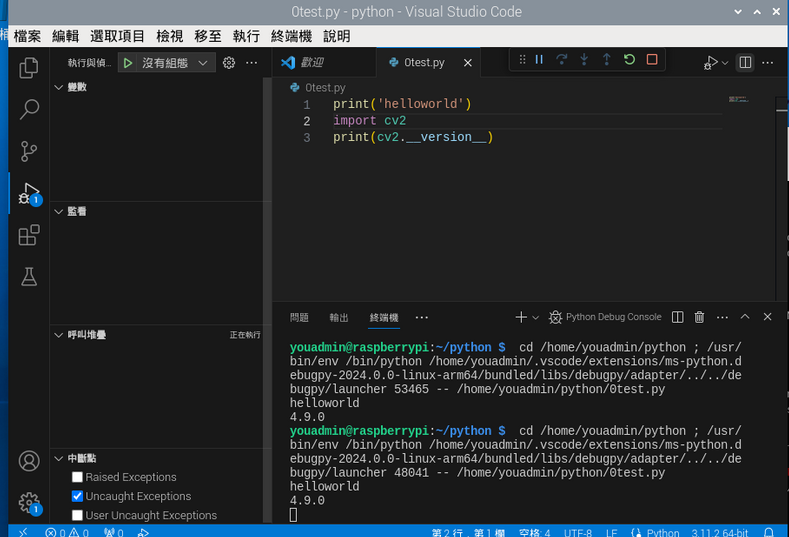 0test.py - python - Visual Studio Code
檔案 編輯 選取項目 檢視 移至 執行 終端機 說明
執行與偵... 沒有組態 ...
歡迎 0test.py
變數
監看
呼叫堆疊 正在執行
中斷點
Raised Exceptions
Uncaught Exceptions
User Uncaught Exceptions
1
1
0test.py
1 print('helloworld')
2 import cv2
3 print(cv2.__version__)
問題 輸出 終端機 ... Python Debug Console
youadmin@raspberrypi:~/python $ cd /home/youadmin/python ; /usr/
bin/env /bin/python /home/youadmin/.vscode/extensions/ms-python.d
ebugpy-2024.0.0-linux-arm64/bundled/libs/debugpy/adapter/../../de
bugpy/launcher 53465 -- /home/youadmin/python/0test.py
helloworld
4.9.0
youadmin@raspberrypi:~/python $ cd /home/youadmin/python ; /usr/
bin/env /bin/python /home/youadmin/.vscode/extensions/ms-python.d
ebugpy-2024.0.0-linux-arm64/bundled/libs/debugpy/adapter/../../de
bugpy/launcher 48041 -- /home/youadmin/python/0test.py
helloworld
4.9.0
0 0 0 第 2 行，第 1 欄 空格: 4 UTF-8 LF Python 3.11.2 64-bit